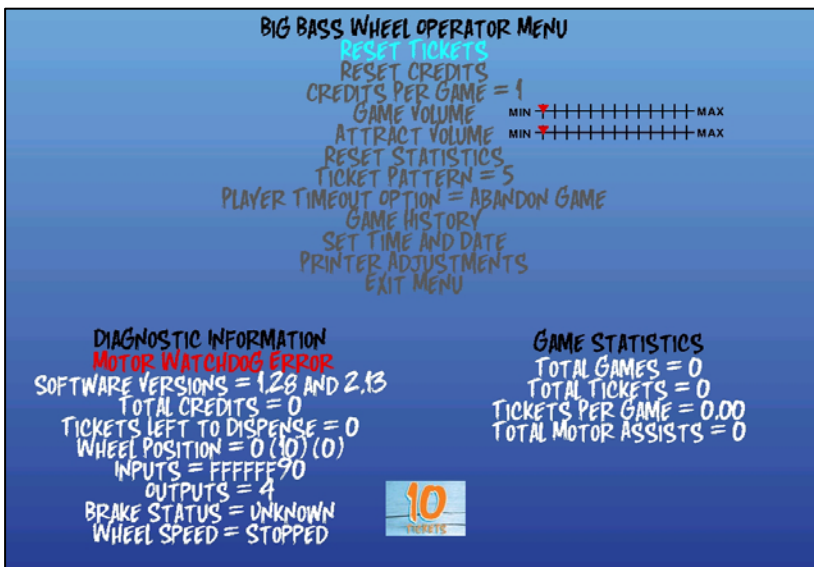 BIG BASS WHEEL OPERATOR MENU
RESET TICKETS
RESET CREDITS
CREDITS PER GAME = 1
GAME VOLUME MIN MAX
ATTRACT VOLUME MIN MAX
RESET STATISTICS
TICKET PATTERN = 5
PLAYER TIMEOUT OPTION = ABANDON GAME
GAME HISTORY
SET TIME AND DATE
PRINTER ADJUSTMENTS
EXIT MENU
DIAGNOSTIC INFORMATION
MOTOR WATCHDOG ERROR
SOFTWARE VERSIONS = 1.28 AND 2.13
TOTAL CREDITS = 0
TICKETS LEFT TO DISPENSE = 0
WHEEL POSITION = 0 (10) (0)
INPUTS = FFFFFF90
OUTPUTS = 4
BRAKE STATUS = UNKNOWN
WHEEL SPEED = STOPPED
GAME STATISTICS
TOTAL GAMES = 0
TOTAL TICKETS = 0
TICKETS PER GAME = 0.00
TOTAL MOTOR ASSISTS = 0
10
TICKETS